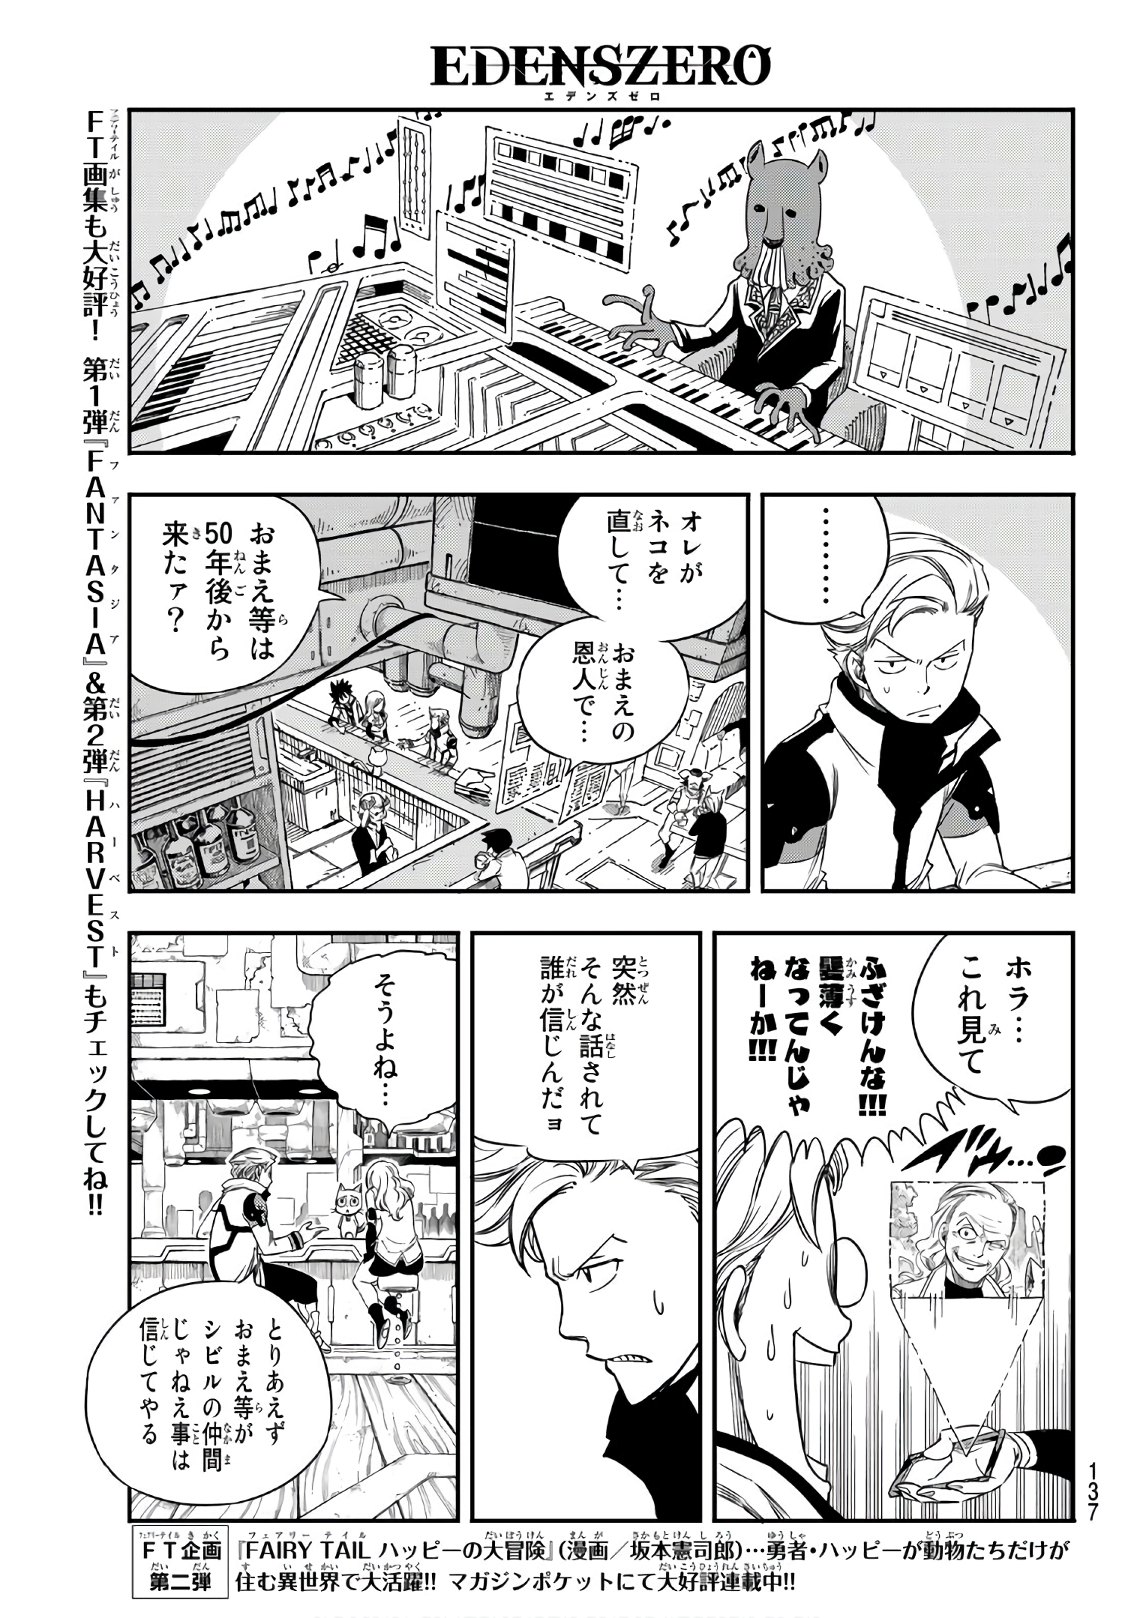 EDENSZERO
エデンズゼロ
FT画集も大好評!第1弾『FANTASIA』&第2弾『HARVEST』もチェックしてね!!
…………
オレが
ネコを
直して…
おまえの
恩人で…
おまえ等は
50年後から
来たァ?
ホラ…
これ見て
ヴゥ…ン
ふざけんな!!!
髪薄く
なってんじゃ
ねーか!!!
突然
そんな話されて
誰が信じんだョ
そうよね…
とりあえず
おまえ等が
シビルの仲間
じゃねえ事は
信じてやる
137
FT企画
第二弾
『FAIRY TAIL ハッピーの大冒険』(漫画/坂本憲司郎)…勇者・ハッピーが動物たちだけが
住む異世界で大活躍!! マガジンポケットにて大好評連載中!!